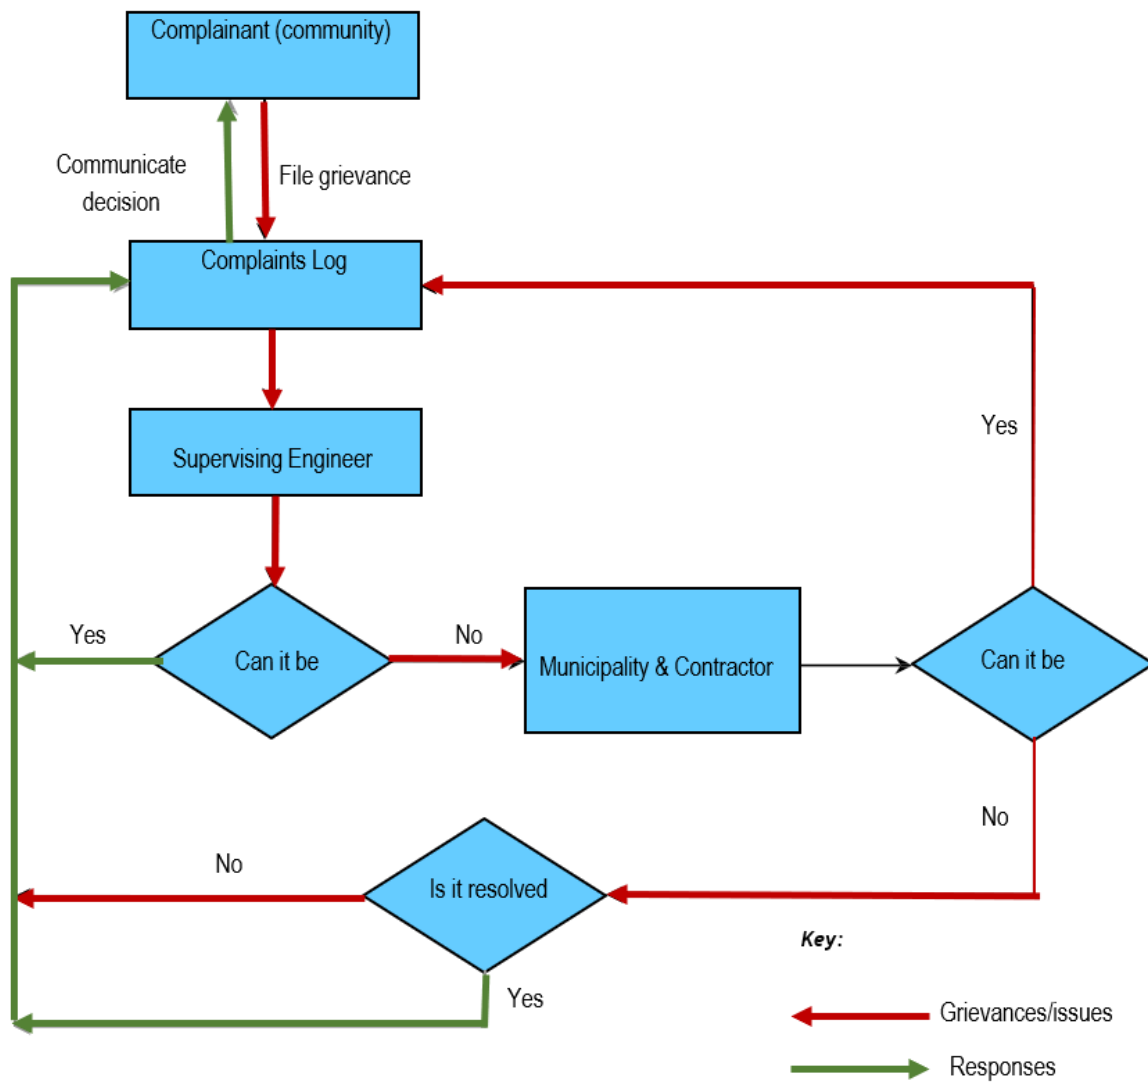 Complainant (community)
Communicate
decision
File grievance
Complaints Log
Yes
Supervising Engineer
Yes
Can it be
No
Municipality & Contractor
Can it be
No
No
Is it resolved
Key:
Yes
Grievances/issues
Responses